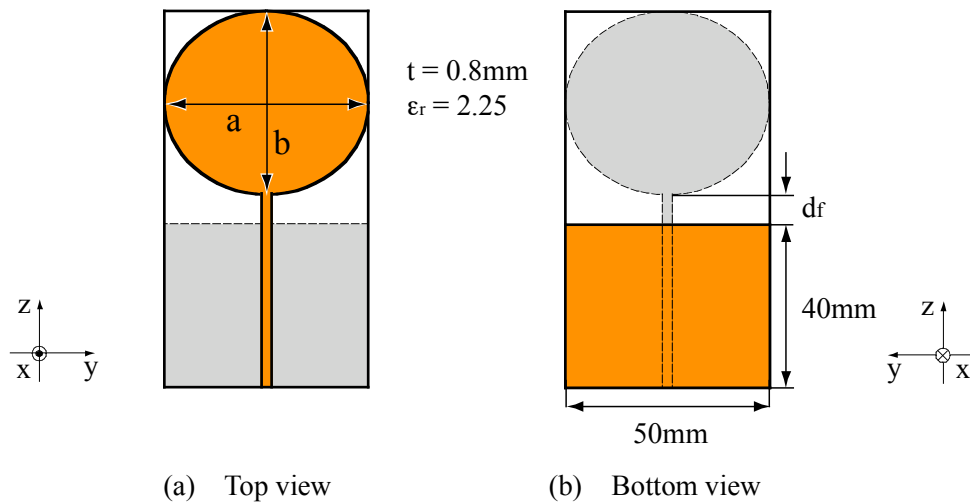 a
b
t = 0.8mm
εr = 2.25
df
40mm
50mm
z
x
y
z
y
x
(a) Top view
(b) Bottom view